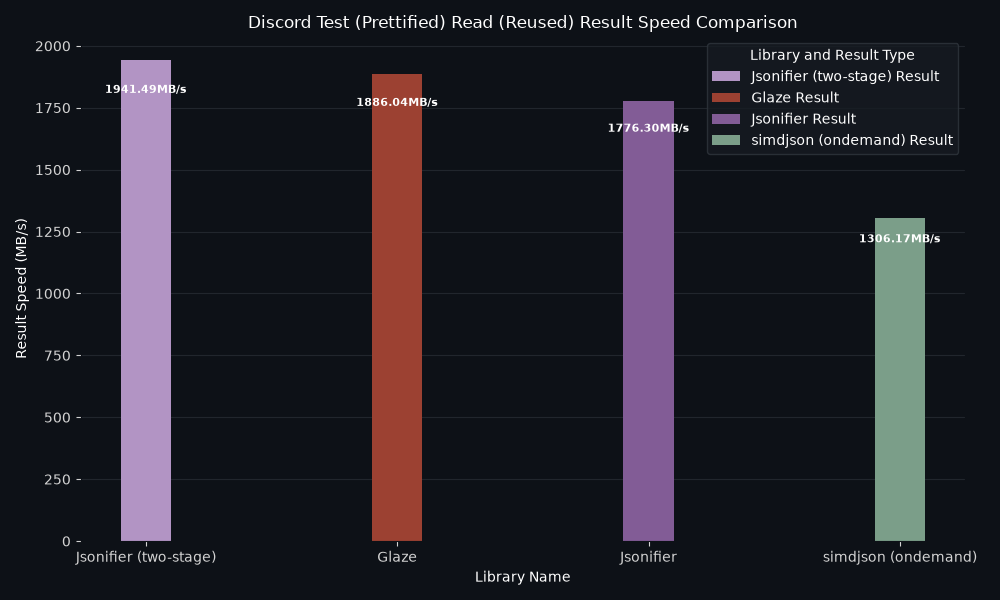 Discord Test (Prettified) Read (Reused) Result Speed Comparison
Library and Result Type
Jsonifier (two-stage) Result
Glaze Result
Jsonifier Result
simdjson (ondemand) Result
Result Speed (MB/s)
2000
1750
1500
1250
1000
750
500
250
0
1941.49MB/s
1886.04MB/s
1776.30MB/s
1306.17MB/s
Jsonifier (two-stage)
Glaze
Jsonifier
simdjson (ondemand)
Library Name